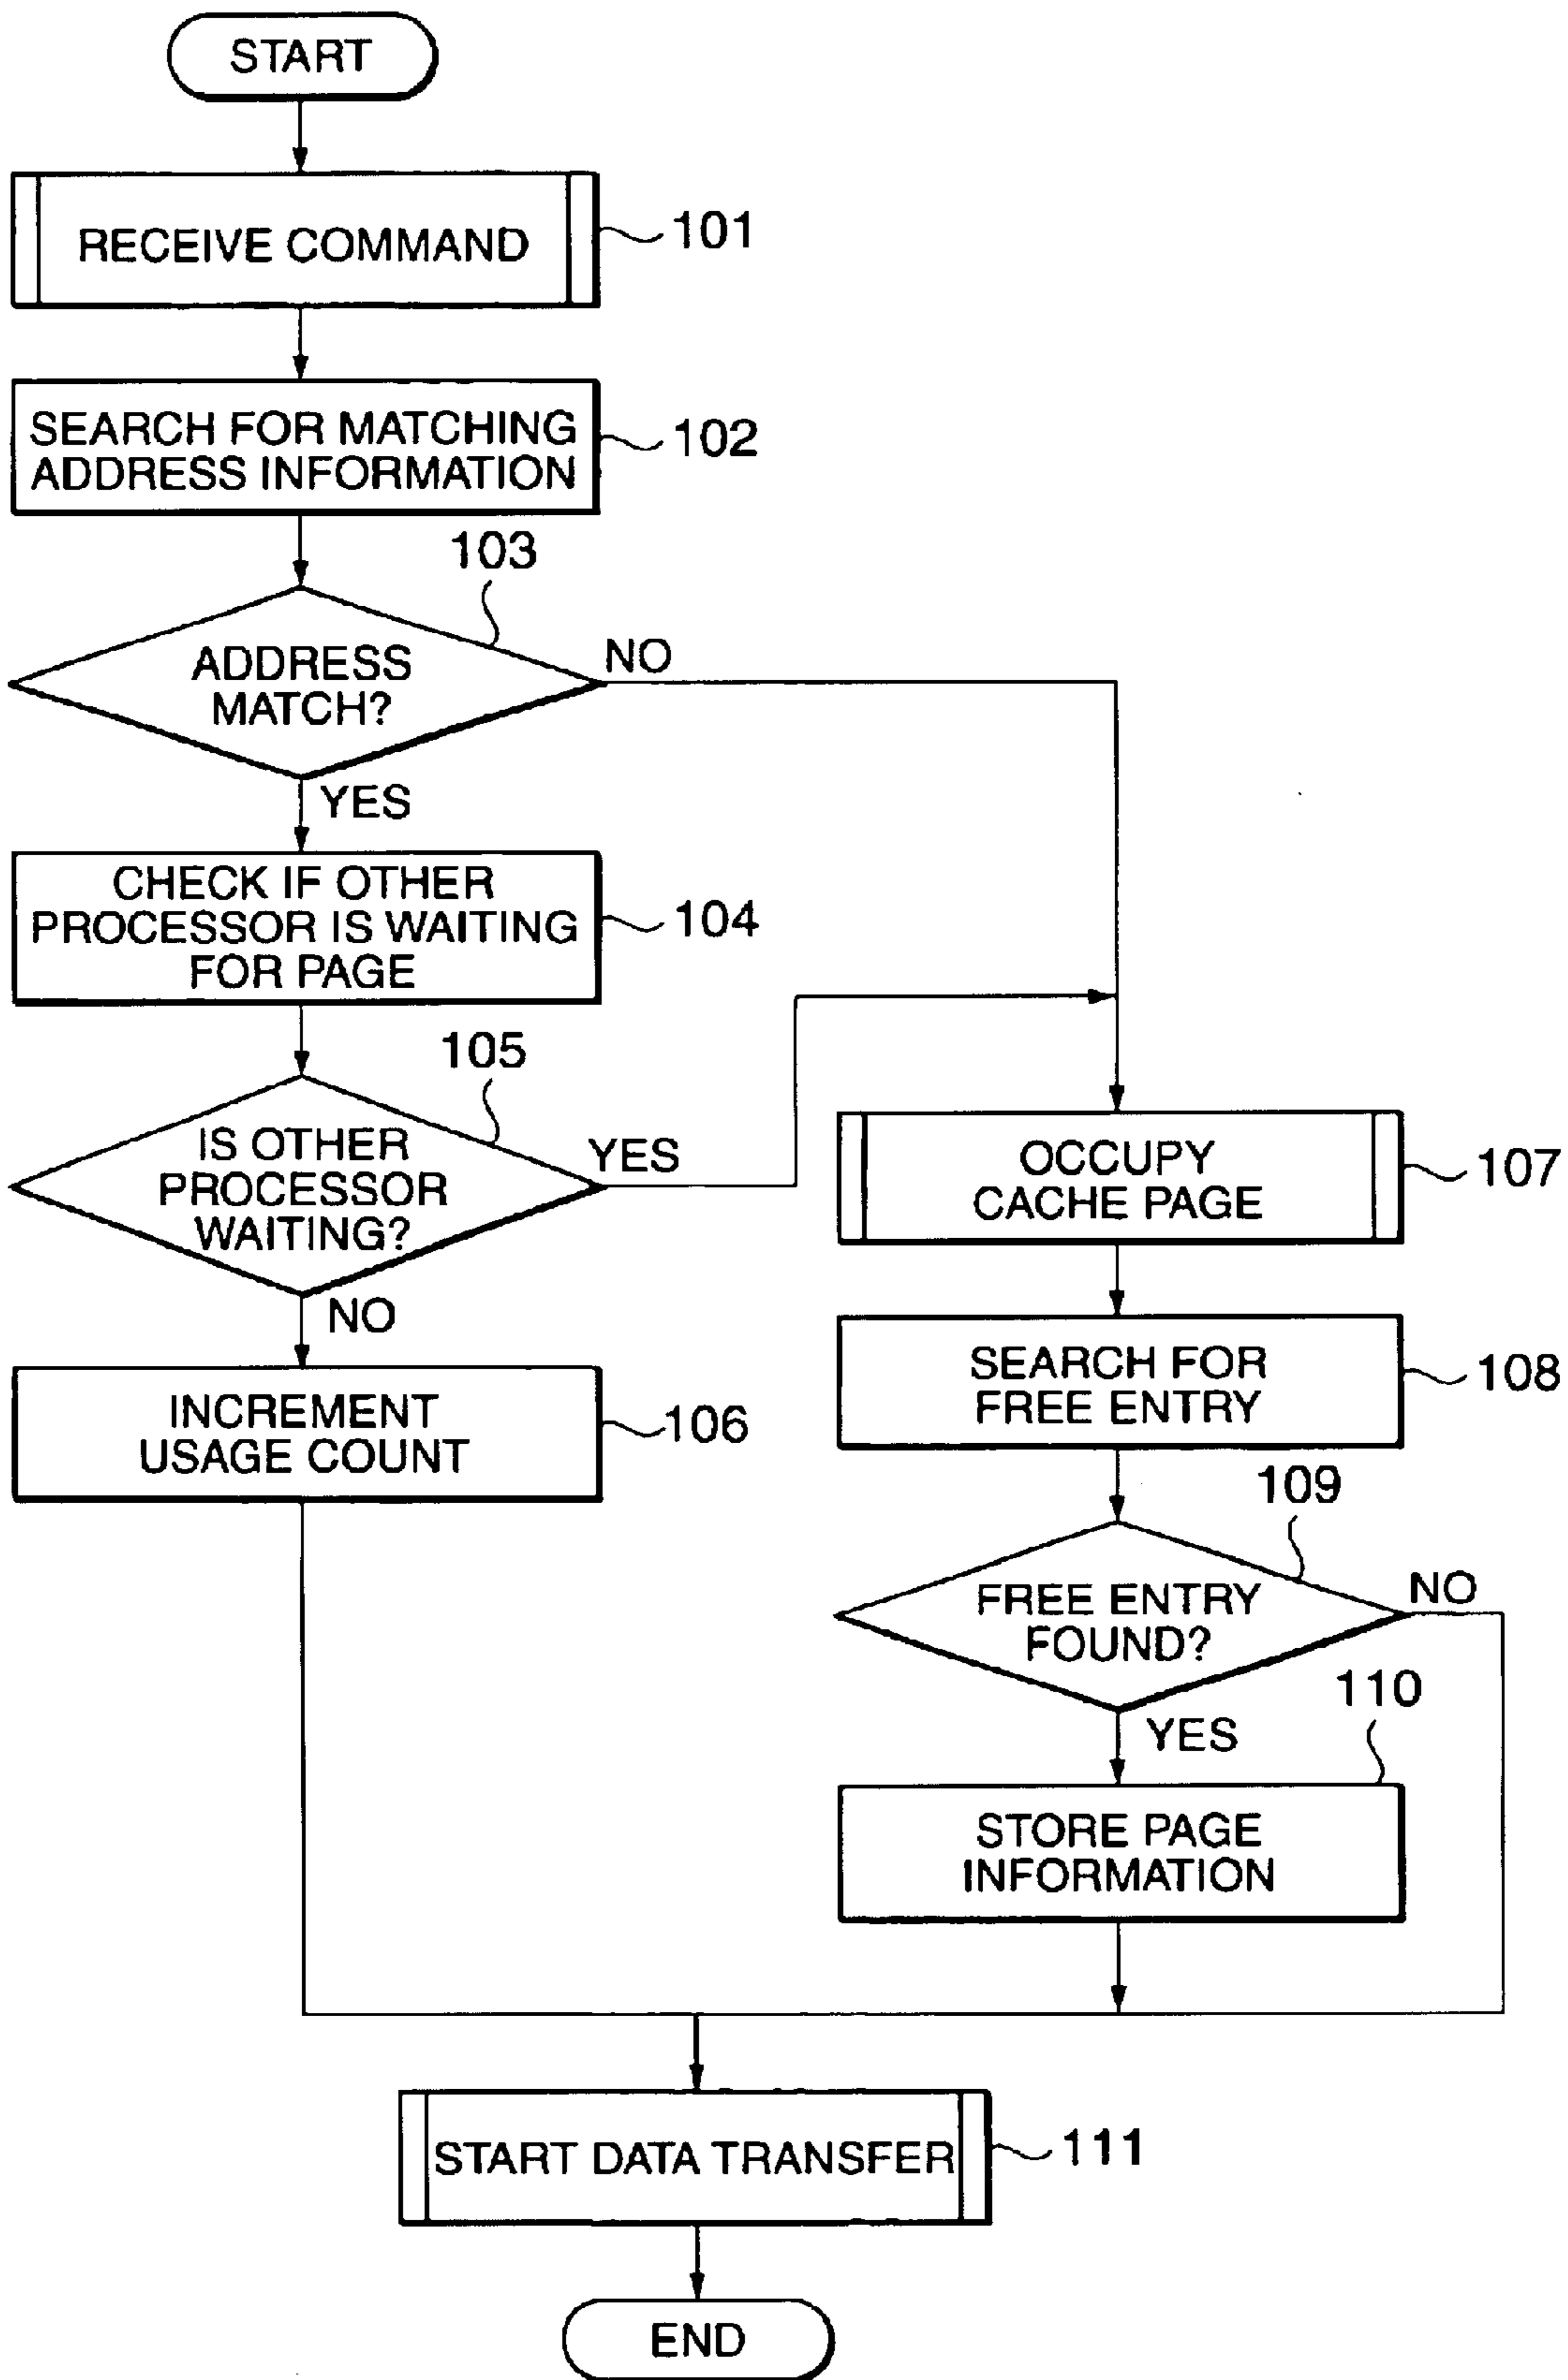 START
RECEIVE COMMAND
101
SEARCH FOR MATCHING
ADDRESS INFORMATION
102
103
ADDRESS
MATCH?
NO
YES
CHECK IF OTHER
PROCESSOR IS WAITING
FOR PAGE
104
105
IS OTHER
PROCESSOR
WAITING?
YES
NO
INCREMENT
USAGE COUNT
106
OCCUPY
CACHE PAGE
107
SEARCH FOR
FREE ENTRY
108
109
FREE ENTRY
FOUND?
NO
YES
110
STORE PAGE
INFORMATION
START DATA TRANSFER
111
END